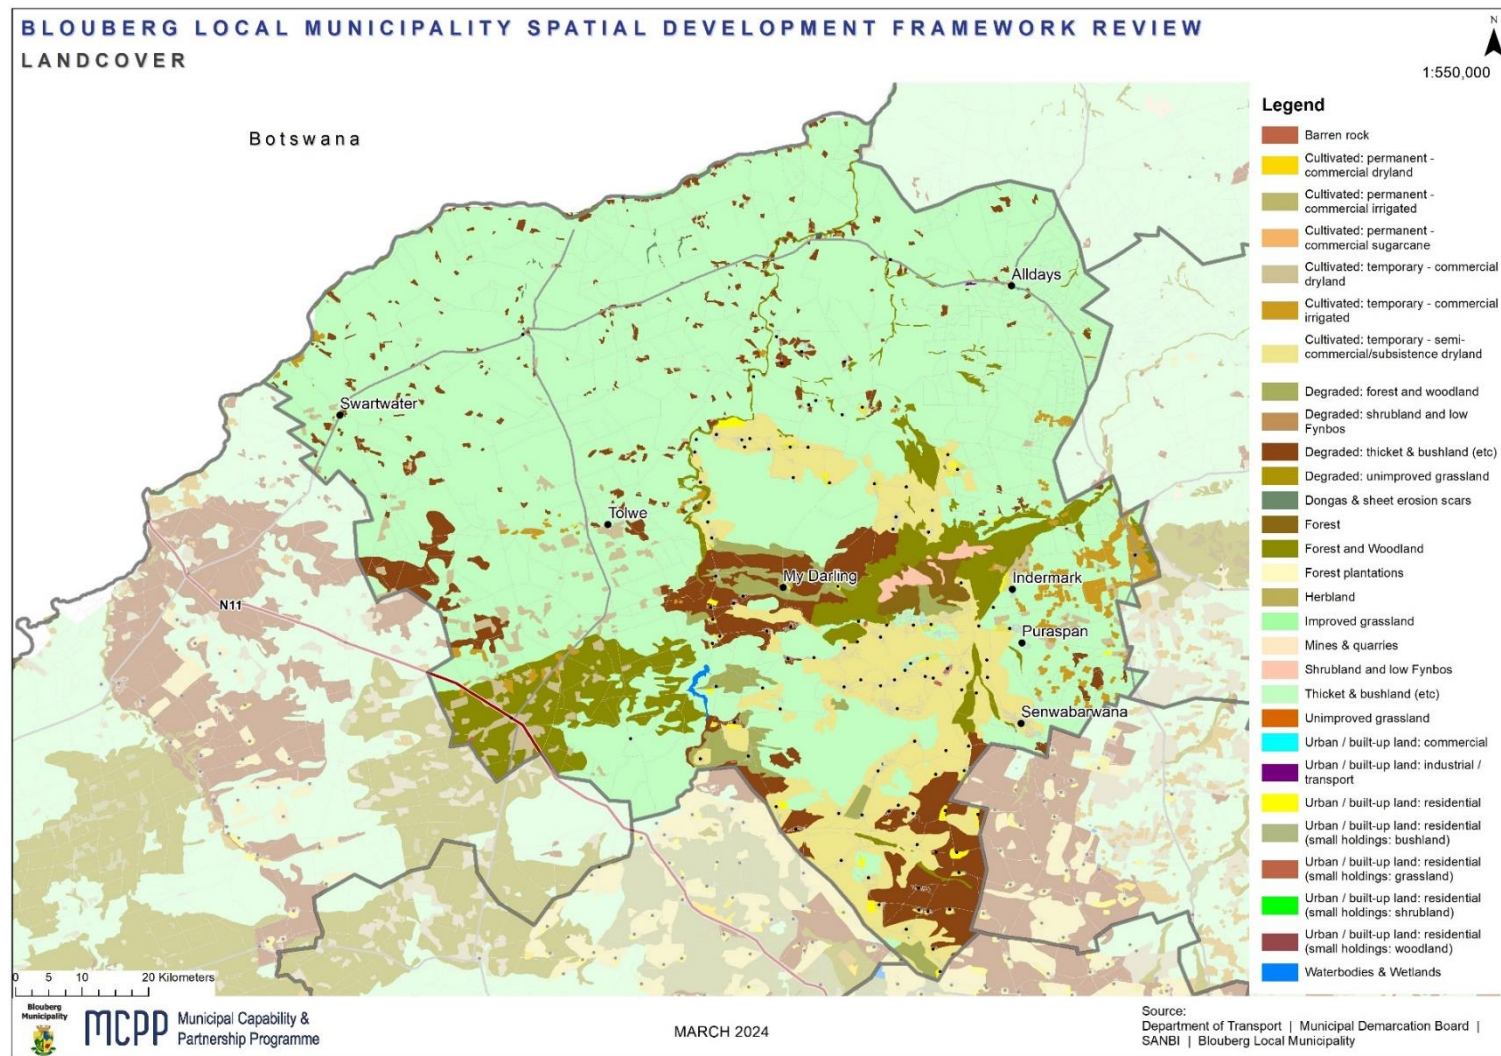 BLOUBERG LOCAL MUNICIPALITY SPATIAL DEVELOPMENT FRAMEWORK REVIEW
LANDCOVER
N
1:550,000
Botswana
Alldays
Swartwater
Tolwe
My Darling
Indermark
Puraspan
Senwabarwana
N11
Legend
Barren rock
Cultivated: permanent -
commercial dryland
Cultivated: permanent -
commercial irrigated
Cultivated: permanent -
commercial sugarcane
Cultivated: temporary - commercial
dryland
Cultivated: temporary - commercial
irrigated
Cultivated: temporary - semi-
commercial/subsistence dryland
Degraded: forest and woodland
Degraded: shrubland and low
Fynbos
Degraded: thicket & bushland (etc)
Degraded: unimproved grassland
Dongas & sheet erosion scars
Forest
Forest and Woodland
Forest plantations
Herbland
Improved grassland
Mines & quarries
Shrubland and low Fynbos
Thicket & bushland (etc)
Unimproved grassland
Urban / built-up land: commercial
Urban / built-up land: industrial /
transport
Urban / built-up land: residential
Urban / built-up land: residential
(small holdings: bushland)
Urban / built-up land: residential
(small holdings: grassland)
Urban / built-up land: residential
(small holdings: shrubland)
Urban / built-up land: residential
(small holdings: woodland)
Waterbodies & Wetlands
0 5 10 20 Kilometers
Blouberg
Municipality
MCPP
Municipal Capability &
Partnership Programme
MARCH 2024
Source:
Department of Transport | Municipal Demarcation Board |
SANBI | Blouberg Local Municipality